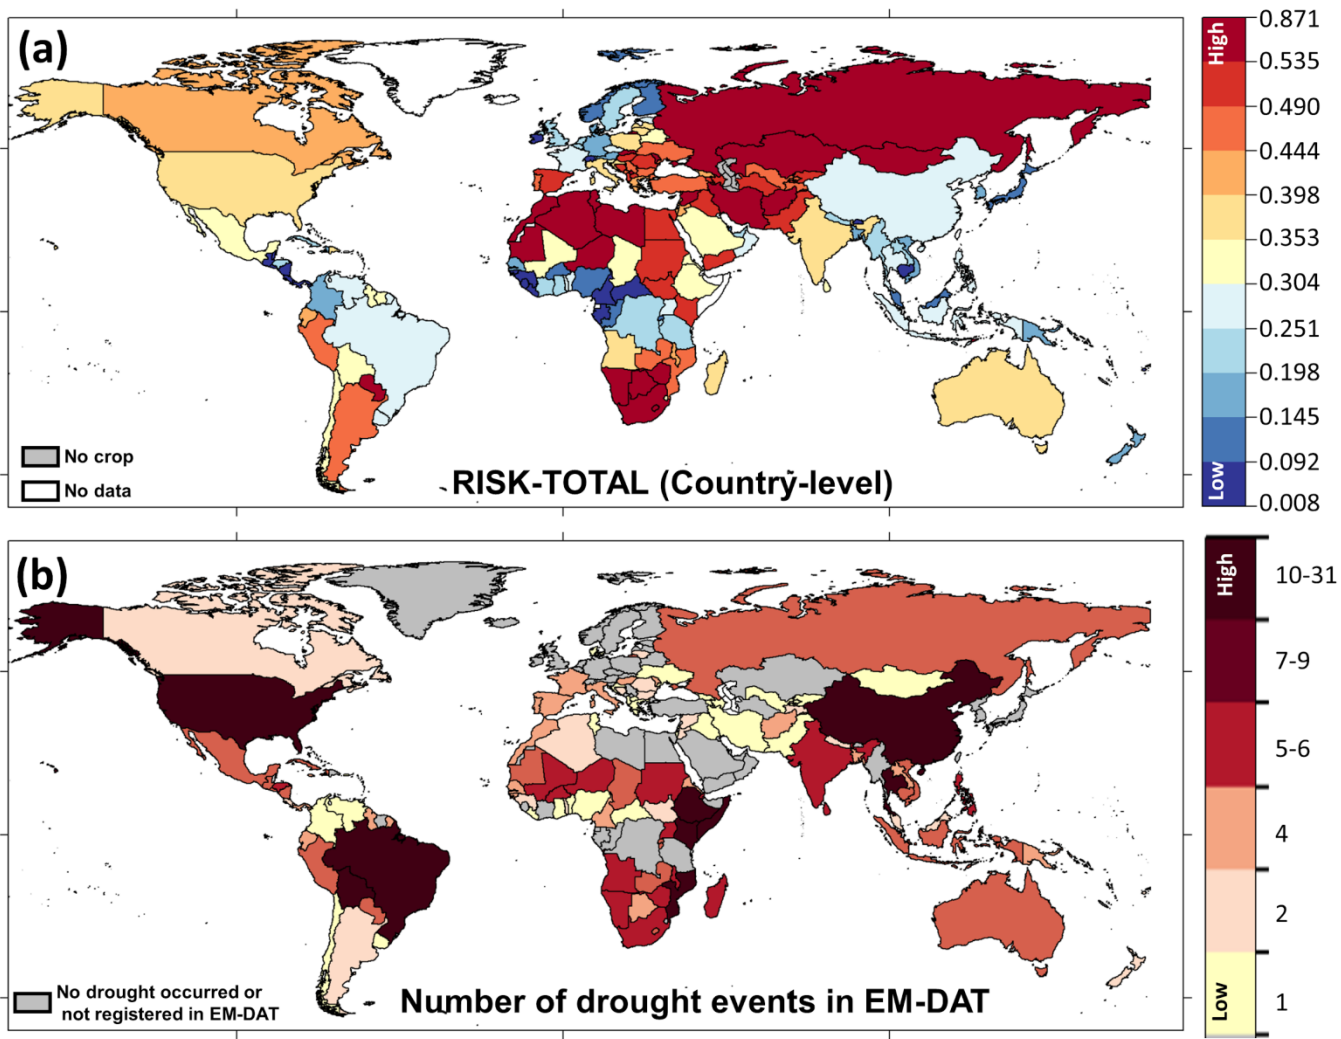 (a)
High
0.871
0.535
0.490
0.444
0.398
0.353
0.304
0.251
0.198
0.145
0.092
0.008
Low
No crop
No data
RISK-TOTAL (Country-level)
(b)
High
10-31
7-9
5-6
4
2
1
Low
No drought occurred or
not registered in EM-DAT
Number of drought events in EM-DAT